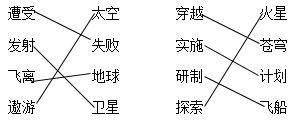 遭受 太空 穿越 火星
发射 失败 实施 苍穹
飞离 地球 研制 计划
遨游 卫星 探索 飞船